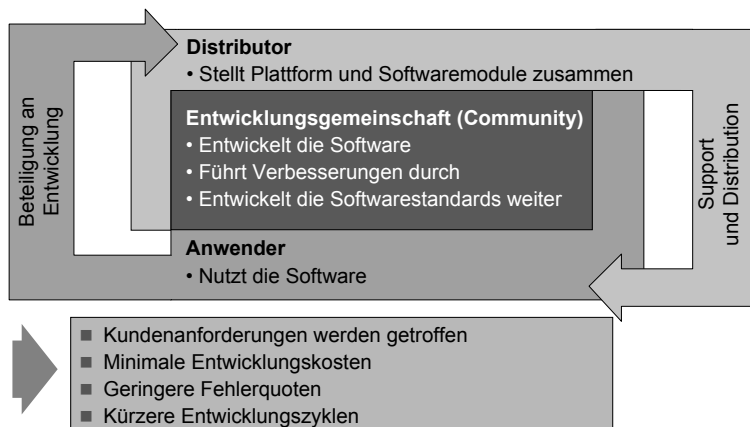 Distributor
• Stellt Plattform und Softwaremodule zusammen
Entwicklungsgemeinschaft (Community)
• Entwickelt die Software
• Führt Verbesserungen durch
• Entwickelt die Softwarestandards weiter
Anwender
• Nutzt die Software
Beteiligung an
Entwicklung
Support
und Distribution
■ Kundenanforderungen werden getroffen
■ Minimale Entwicklungskosten
■ Geringere Fehlerquoten
■ Kürzere Entwicklungszyklen